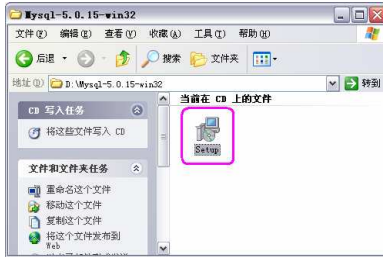 Mysql-5.0.15-win32
文件(F) 编辑(E) 查看(V) 收藏(A) 工具(T) 帮助(H)
后退 搜索 文件夹
地址(D) D:\Mysql-5.0.15-win32 转到
CD 写入任务
将这些文件写入 CD
文件和文件夹任务
重命名这个文件
移动这个文件
复制这个文件
将这个文件发布到
Web
当前在 CD 上的文件
Setup